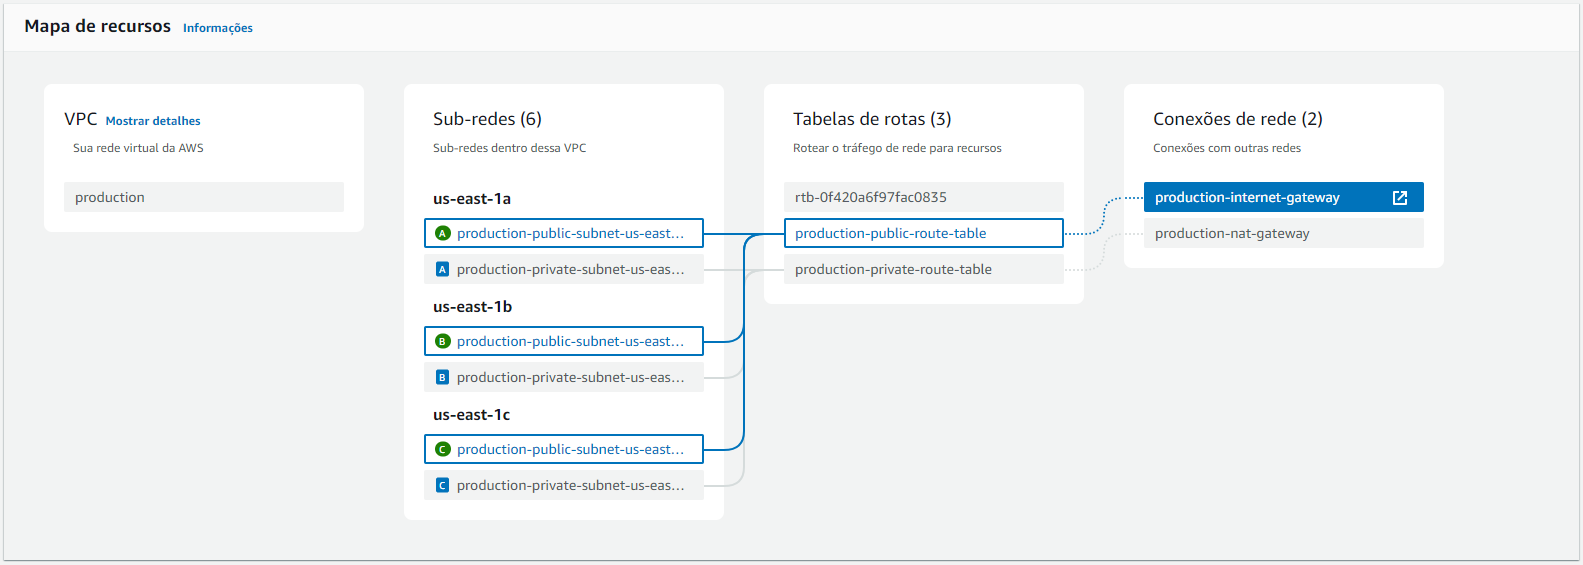 Mapa de recursos Informações
VPC Mostrar detalhes
Sua rede virtual da AWS
production
Sub-redes (6)
Sub-redes dentro dessa VPC
us-east-1a
A production-public-subnet-us-east...
A production-private-subnet-us-eas...
us-east-1b
B production-public-subnet-us-east...
B production-private-subnet-us-eas...
us-east-1c
C production-public-subnet-us-east...
C production-private-subnet-us-eas...
Tabelas de rotas (3)
Rotear o tráfego de rede para recursos
rtb-0f420a6f97fac0835
production-public-route-table
production-private-route-table
Conexões de rede (2)
Conexões com outras redes
production-internet-gateway
production-nat-gateway